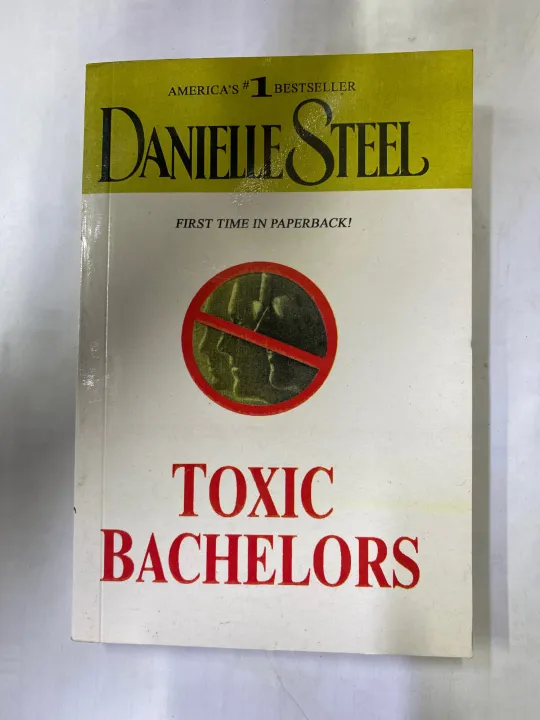 AMERICA'S #1 BESTSELLER
DANIELLE STEEL
FIRST TIME IN PAPERBACK!
TOXIC
BACHELORS